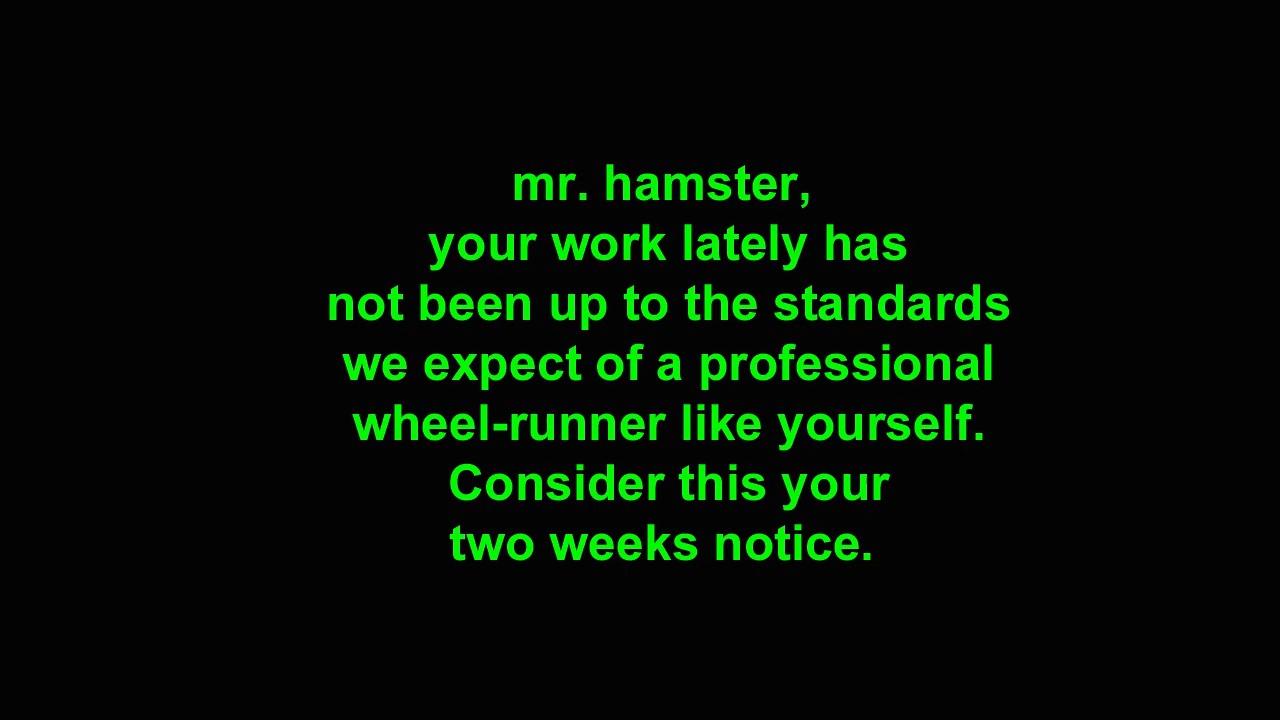 mr. hamster,
your work lately has
not been up to the standards
we expect of a professional
wheel-runner like yourself.
Consider this your
two weeks notice.